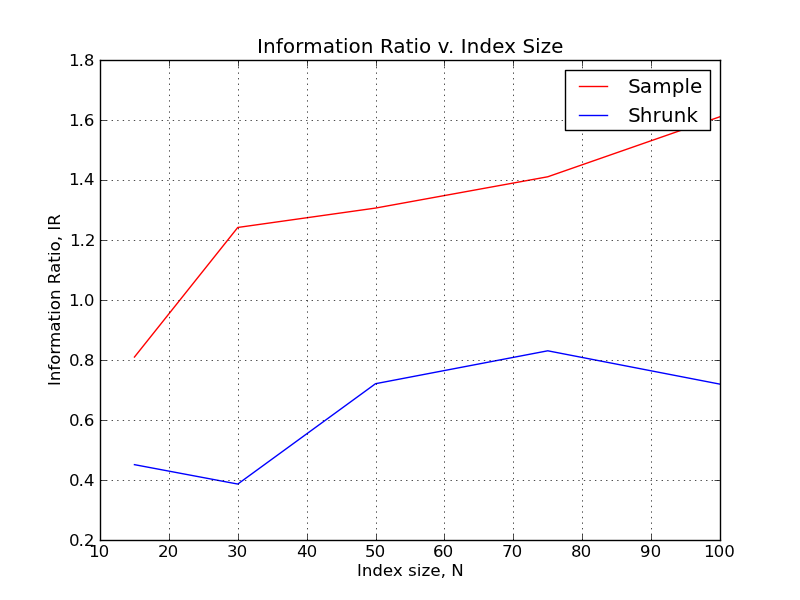 Information Ratio v. Index Size
Sample
Shrunk
1.8
1.6
1.4
1.2
1.0
0.8
0.6
0.4
0.2
Information Ratio, IR
10 20 30 40 50 60 70 80 90 100
Index size, N